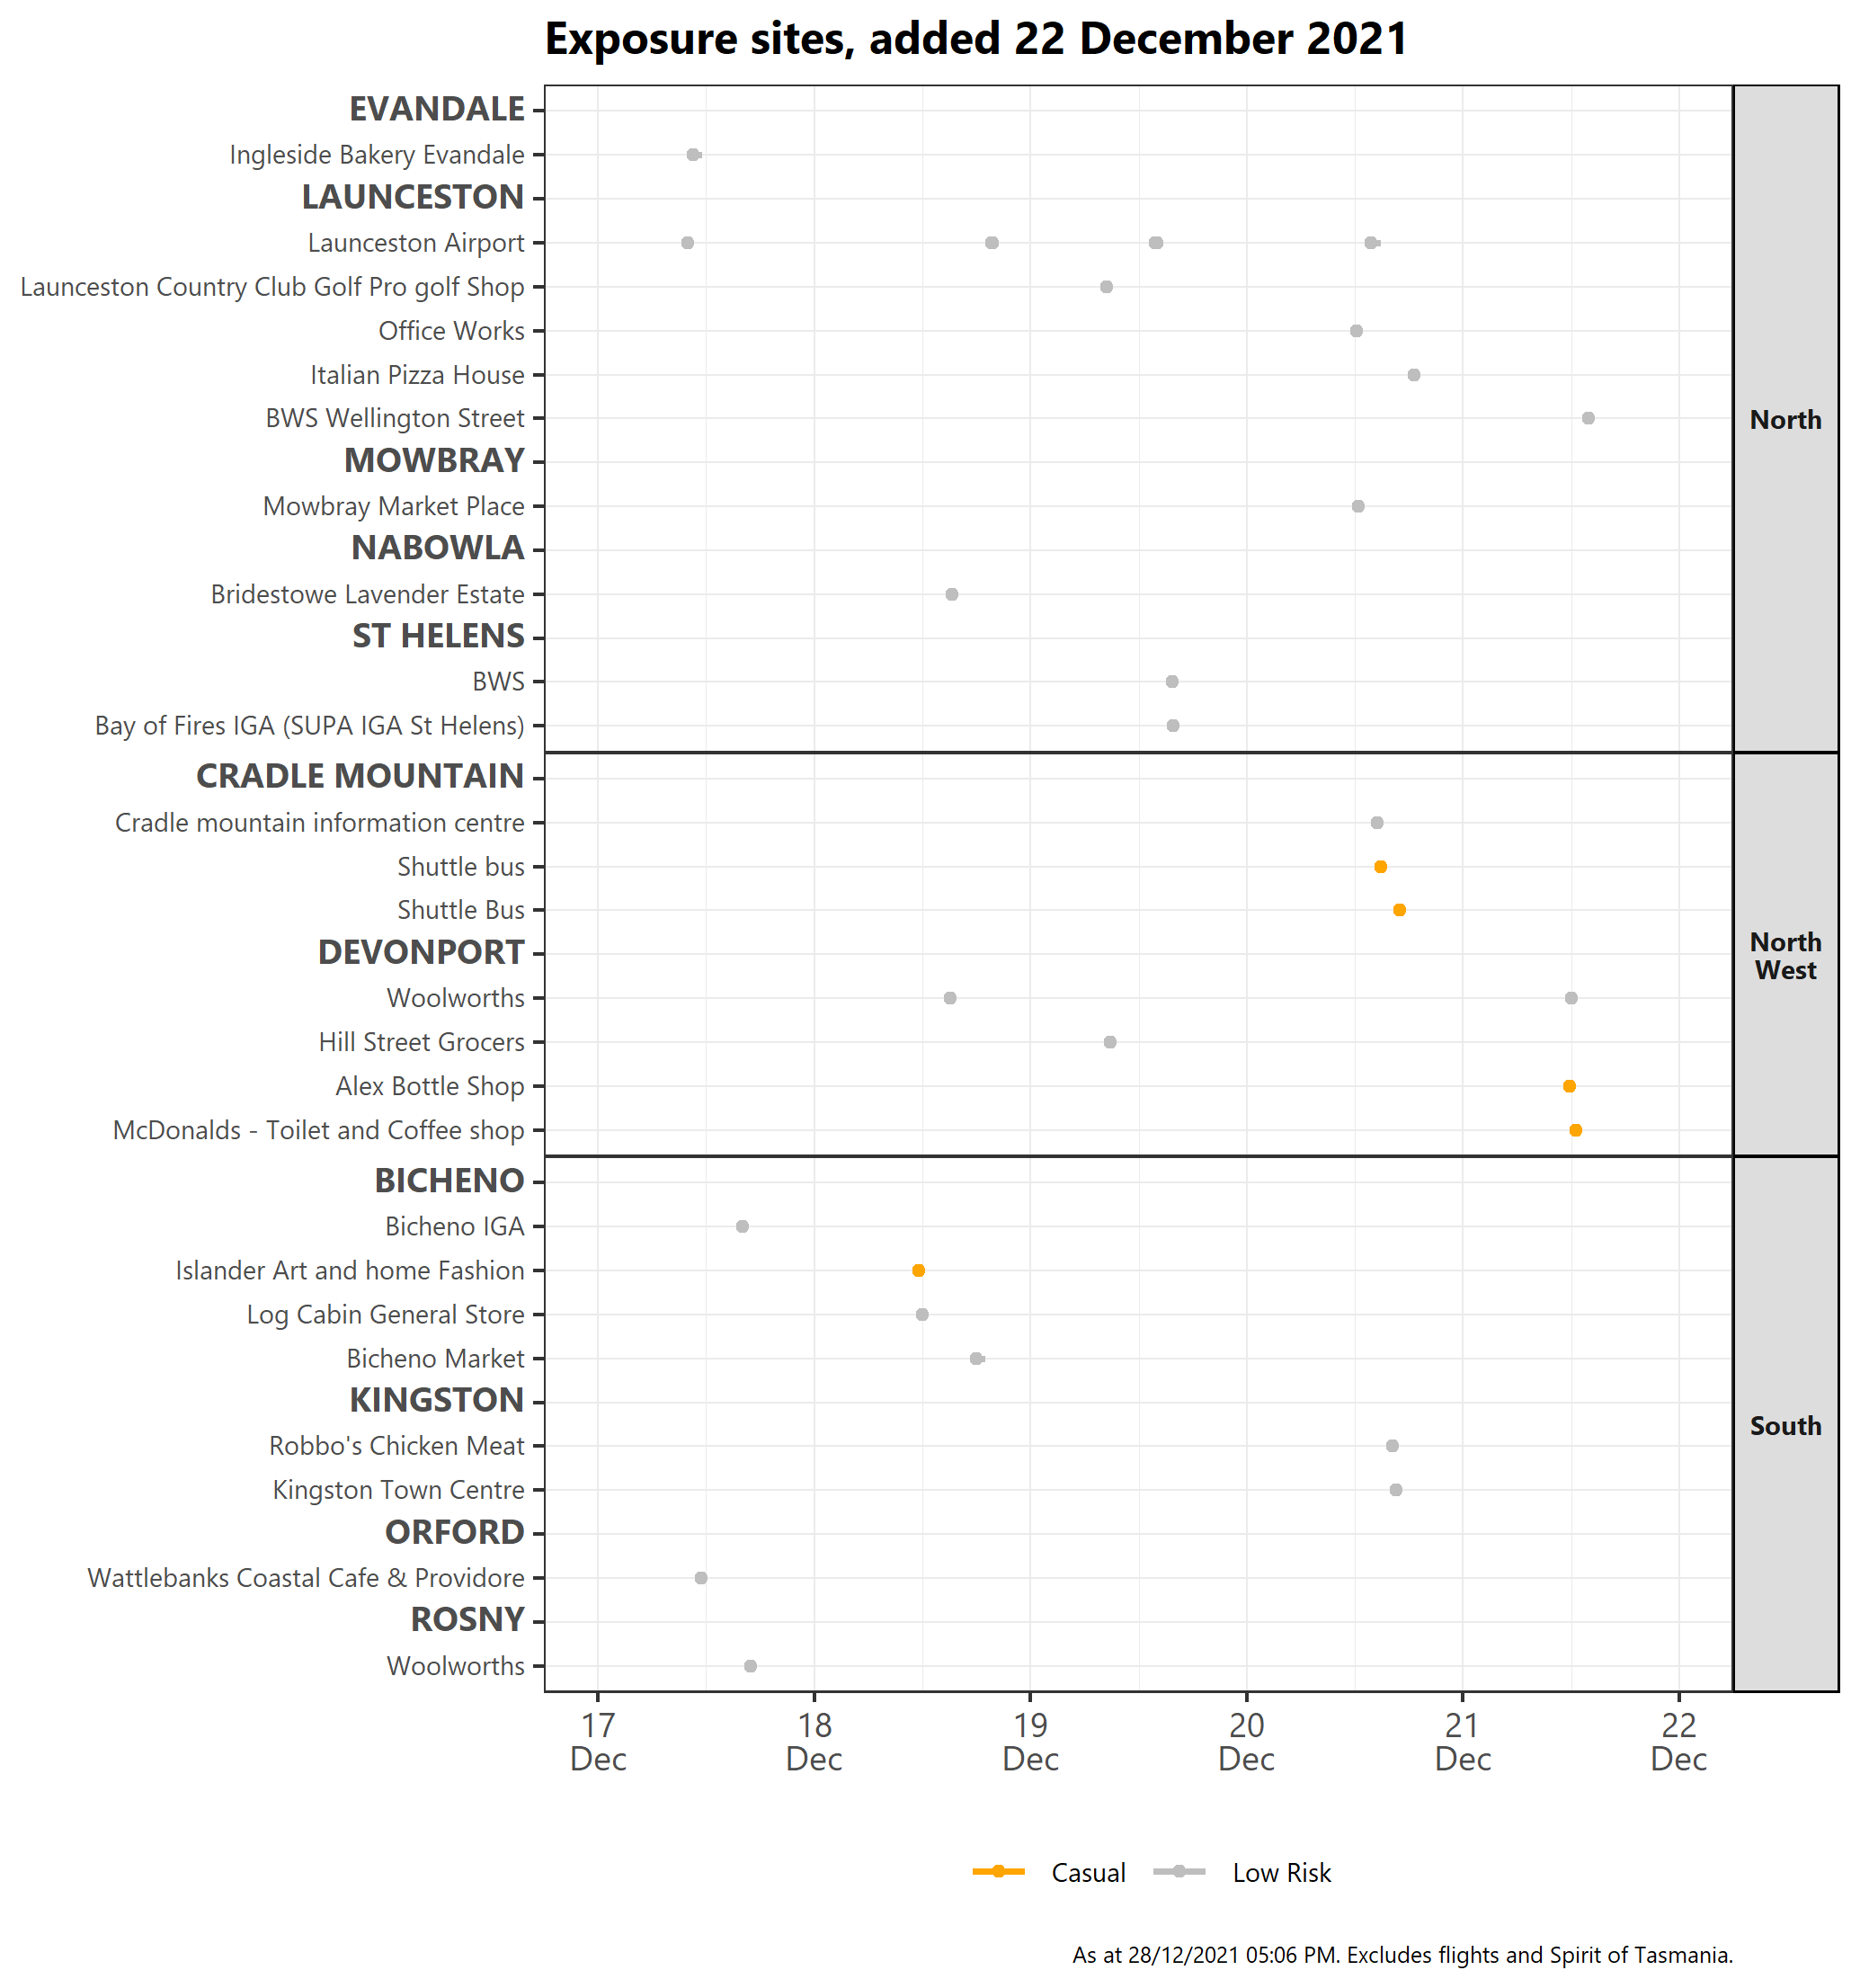 Exposure sites, added 22 December 2021
EVANDALE
Ingleside Bakery Evandale
LAUNCESTON
Launceston Airport
Launceston Country Club Golf Pro golf Shop
Office Works
Italian Pizza House
BWS Wellington Street
MOWBRAY
Mowbray Market Place
NABOWLA
Bridestowe Lavender Estate
ST HELENS
BWS
Bay of Fires IGA (SUPA IGA St Helens)
North
CRADLE MOUNTAIN
Cradle mountain information centre
Shuttle bus
Shuttle Bus
DEVONPORT
Woolworths
Hill Street Grocers
Alex Bottle Shop
McDonalds - Toilet and Coffee shop
North
West
BICHENO
Bicheno IGA
Islander Art and home Fashion
Log Cabin General Store
Bicheno Market
KINGSTON
Robbo's Chicken Meat
Kingston Town Centre
ORFORD
Wattlebanks Coastal Cafe & Providore
ROSNY
Woolworths
South
17 18 19 20 21 22
Dec Dec Dec Dec Dec Dec
Casual Low Risk
As at 28/12/2021 05:06 PM. Excludes flights and Spirit of Tasmania.